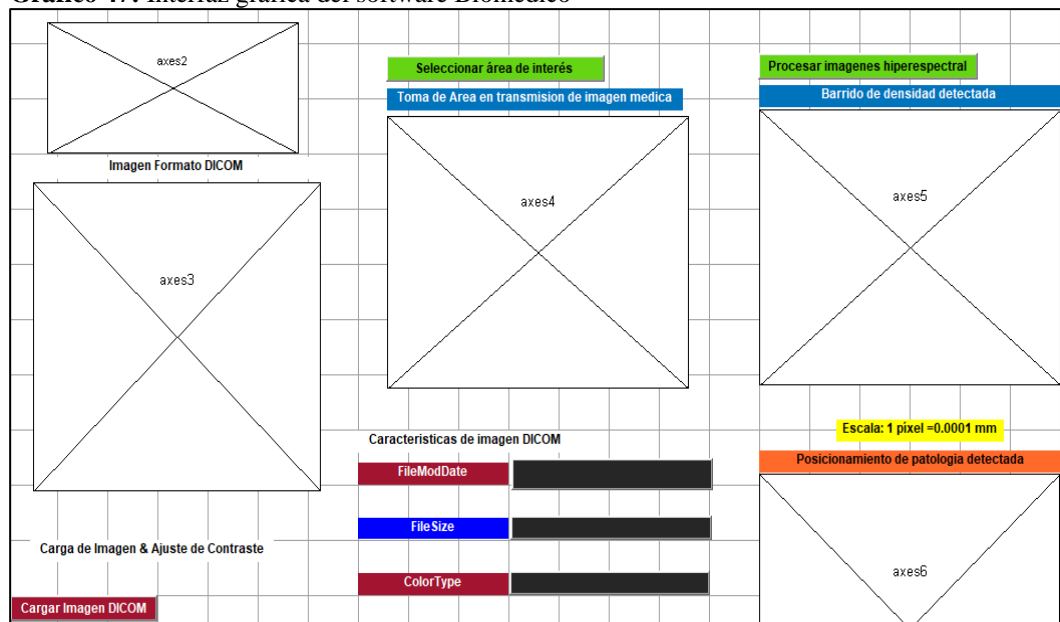 Gráfico 47. Interfaz gráfica del software Biomédico
axes2
Imagen Formato DICOM
axes3
Carga de Imagen & Ajuste de Contraste
Cargar Imagen DICOM
Seleccionar área de interés
Toma de Area en transmision de imagen medica
axes4
Caracteristicas de imagen DICOM
FileModDate
FileSize
ColorType
Procesar imagenes hiperespectral
Barrido de densidad detectada
axes5
Escala: 1 pixel =0.0001 mm
Posicionamiento de patologia detectada
axes6